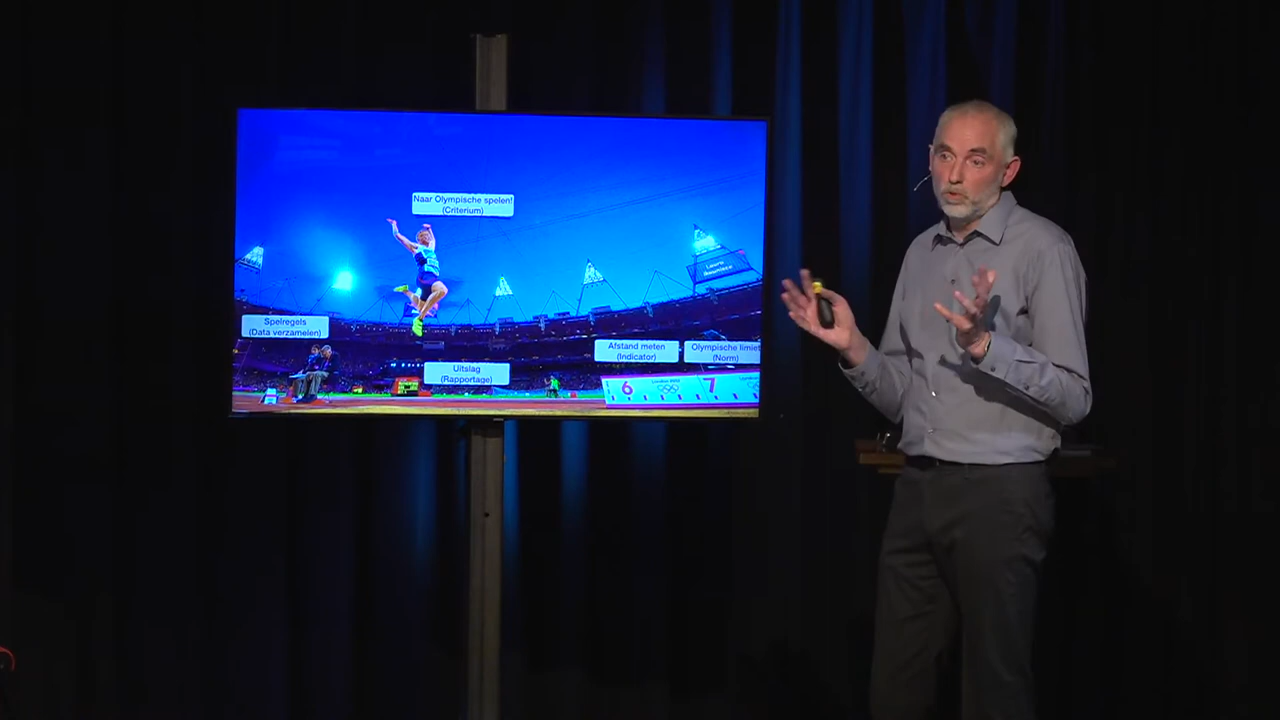 Naar Olympische spelen!
(Criterium)
Spelregels
(Data verzamelen)
Afstand meten
(Indicator)
Olympische limiet
(Norm)
Uitslag
(Rapportage)
6
7